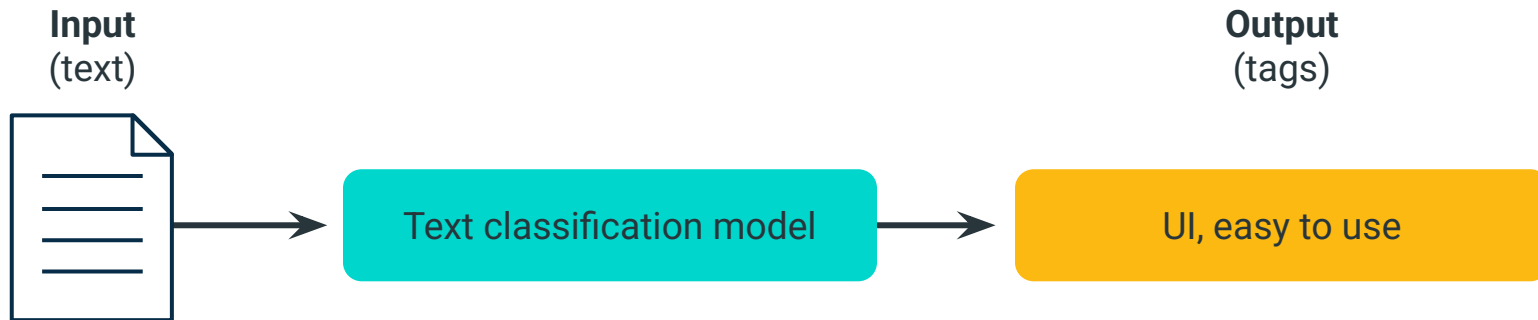 Input
(text)
Output
(tags)
Text classification model
UI, easy to use